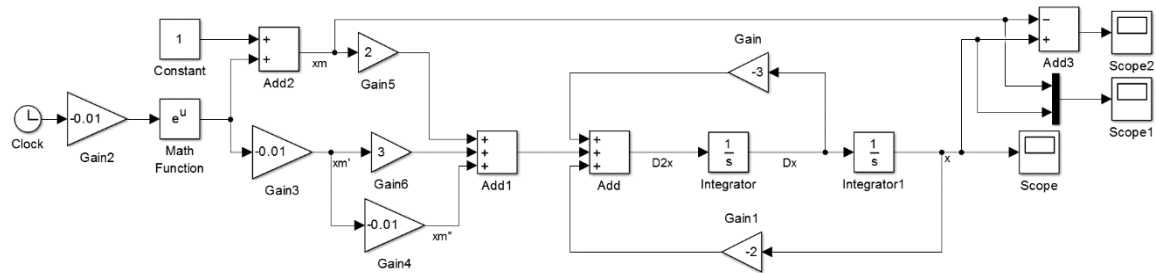 Clock
-0.01
Gain2
e^u
Math
Function
1
Constant
+
+
Add2
xm
2
Gain5
-0.01
Gain3
xm'
3
Gain6
-0.01
Gain4
xm"
+
+
+
Add1
+
+
+
Add
D2x
1
s
Integrator
Dx
1
s
Integrator1
x
Gain
-3
Gain1
-2
−
+
Add3
Scope2
Scope1
Scope